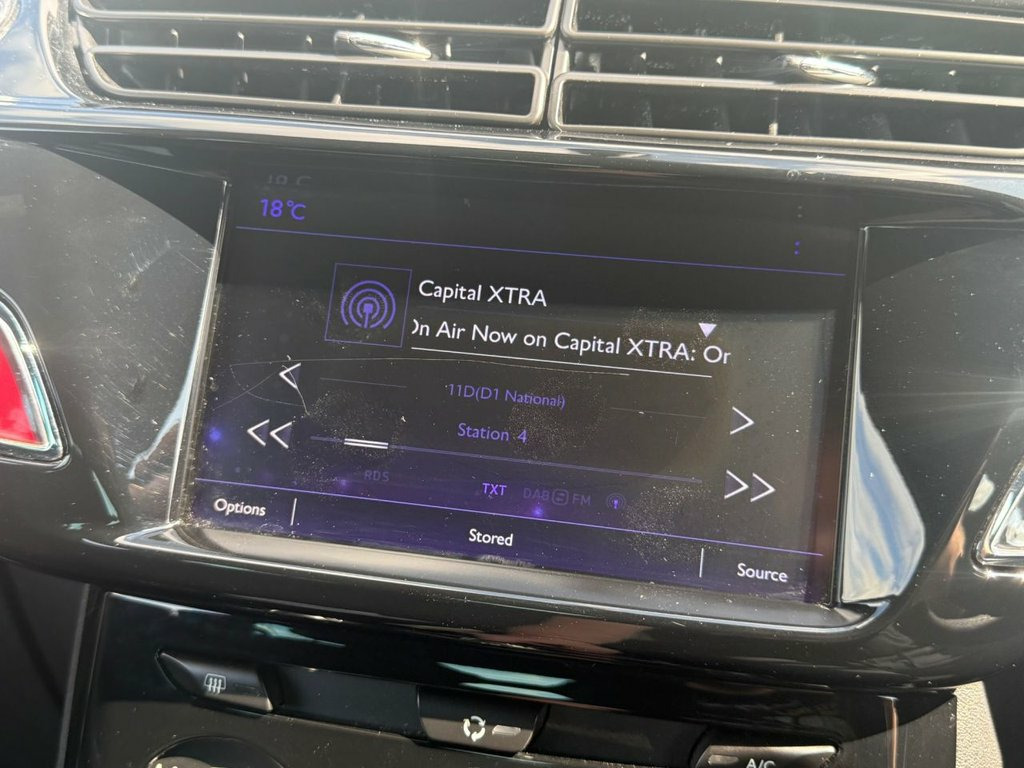 18°C
Capital XTRA
On Air Now on Capital XTRA: Or
11D(D1 National)
Station 4
RDS
TXT DAB FM
Options
Stored
Source
A/C